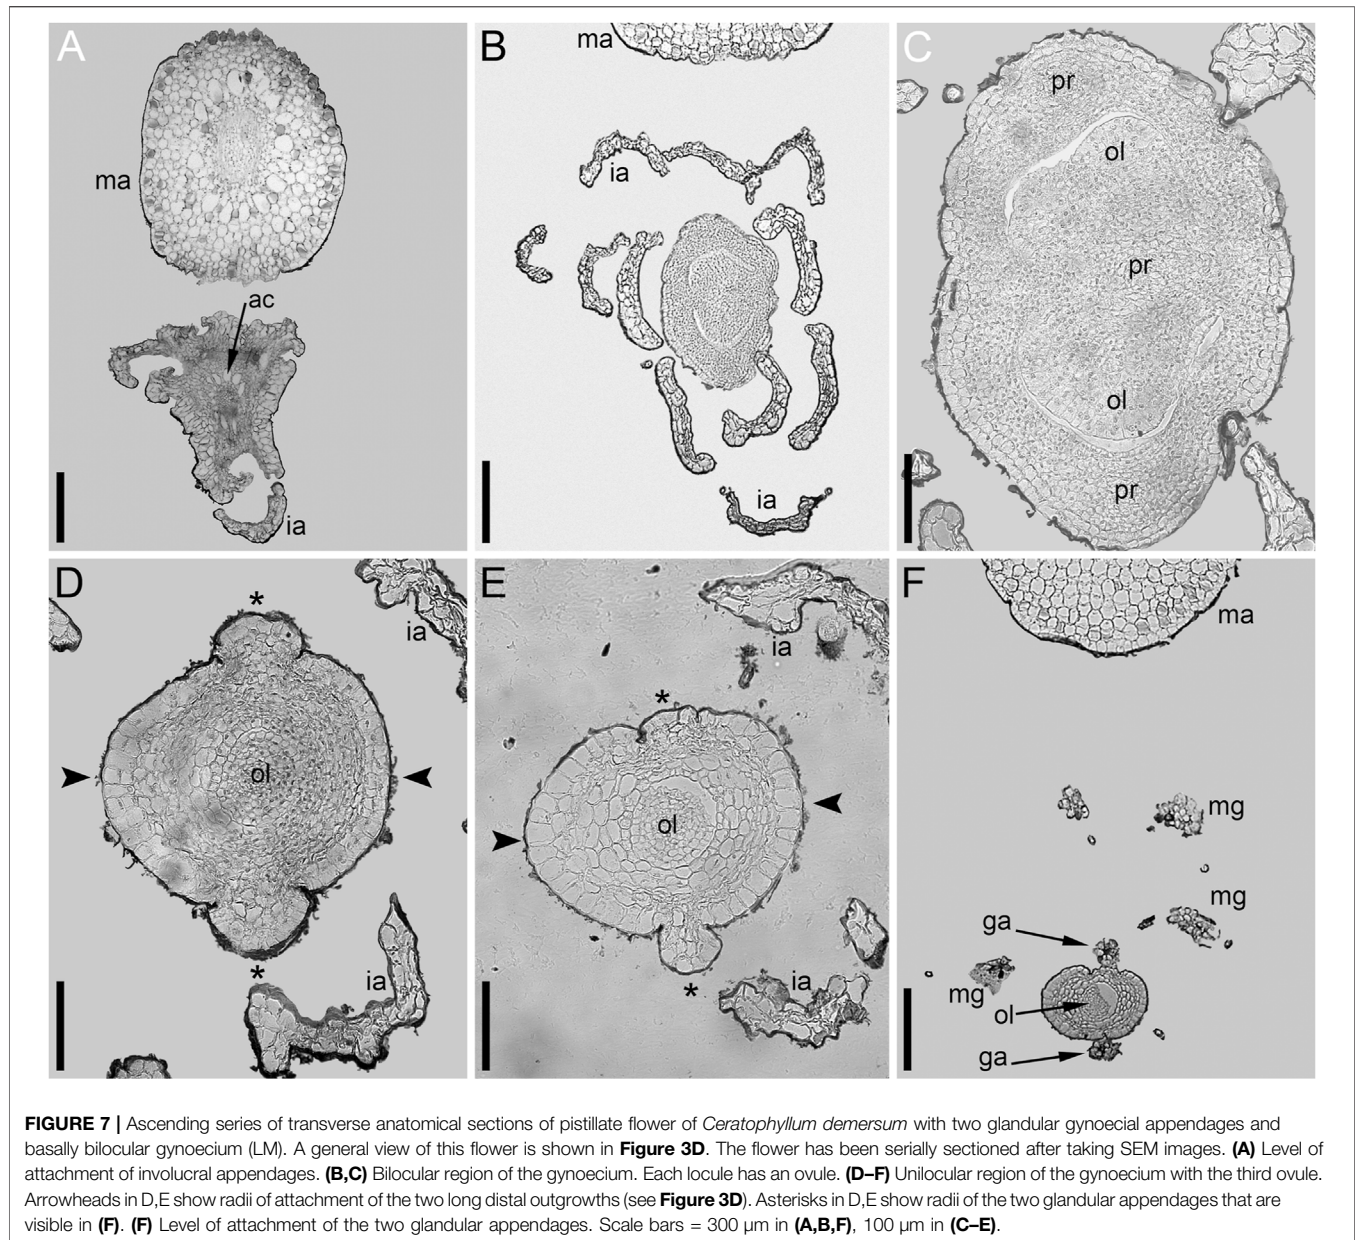 A
ma
ac
ia
B
ma
ia
ia
C
pr
ol
pr
ol
pr
D
*
ia
ol
*
ia
E
*
ia
ol
*
ia
F
ma
mg
mg
ga
mg
ol
ga
FIGURE 7 | Ascending series of transverse anatomical sections of pistillate flower of Ceratophyllum demersum with two glandular gynoecial appendages and
basally bilocular gynoecium (LM). A general view of this flower is shown in Figure 3D. The flower has been serially sectioned after taking SEM images. (A) Level of
attachment of involucral appendages. (B,C) Bilocular region of the gynoecium. Each locule has an ovule. (D–F) Unilocular region of the gynoecium with the third ovule.
Arrowheads in D,E show radii of attachment of the two long distal outgrowths (see Figure 3D). Asterisks in D,E show radii of the two glandular appendages that are
visible in (F). (F) Level of attachment of the two glandular appendages. Scale bars = 300 µm in (A,B,F), 100 µm in (C–E).